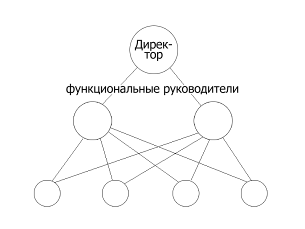 Дирек-
тор
функциональные руководители